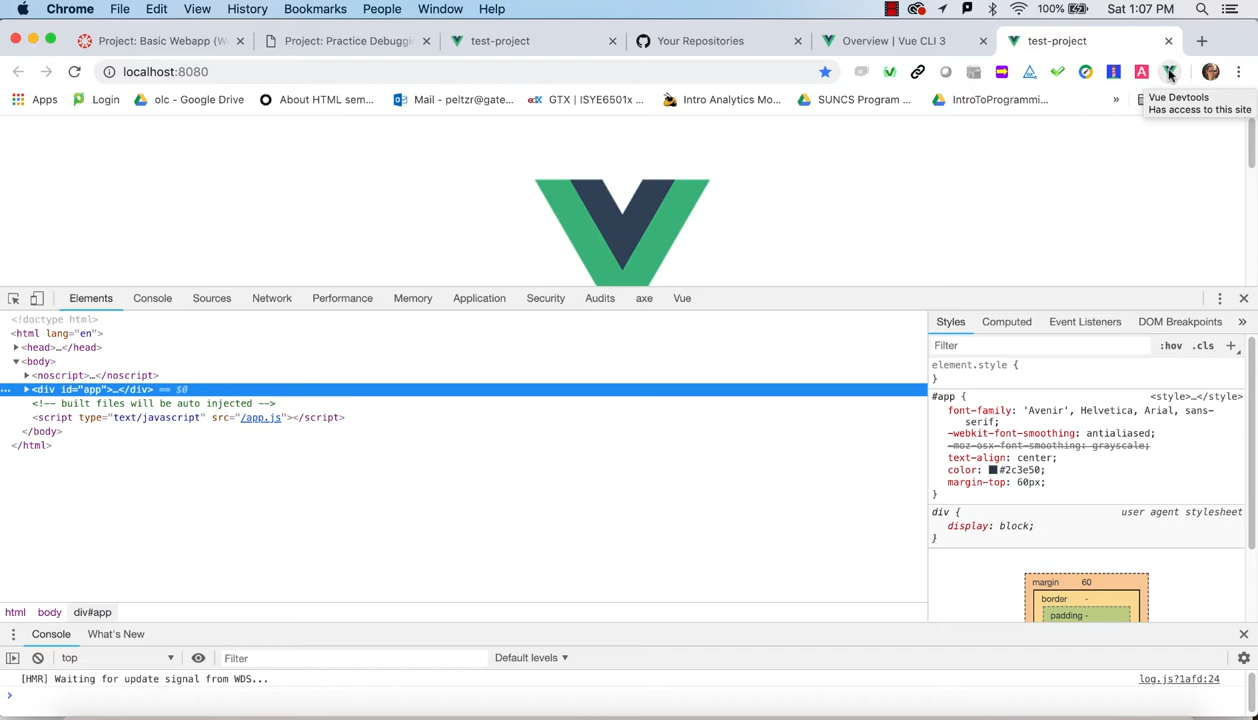 Chrome File Edit View History Bookmarks People Window Help 100% Sat 1:07 PM
Project: Basic Webapp (W Project: Practice Debuggin test-project Your Repositories Overview | Vue CLI 3 test-project
localhost:8080 A
Apps Login olc - Google Drive About HTML sem... Mail - peltzr@gate... edX GTX | ISYE6501x ... Intro Analytics Mo... SUNCS Program ... IntroToProgrammi... »
Vue Devtools
Has access to this site
Elements Console Sources Network Performance Memory Application Security Audits axe Vue
<!doctype html>
<html lang="en">
<head>…</head>
<body>
<noscript>…</noscript>
... <div id="app">…</div> == $0
<!-- built files will be auto injected -->
<script type="text/javascript" src="/app.js"></script>
</body>
</html>
Styles Computed Event Listeners DOM Breakpoints »
Filter :hov .cls +
element.style {
}
#app { <style>…</style>
font-family: 'Avenir', Helvetica, Arial, sans-
serif;
-webkit-font-smoothing: antialiased;
-moz-osx-font-smoothing: grayscale;
text-align: center;
color: #2c3e50;
margin-top: 60px;
}
div { user agent stylesheet
display: block;
}
margin 60
border -
padding -
html body div#app
Console What's New
top Filter Default levels
[HMR] Waiting for update signal from WDS... log.js?1afd:24
>